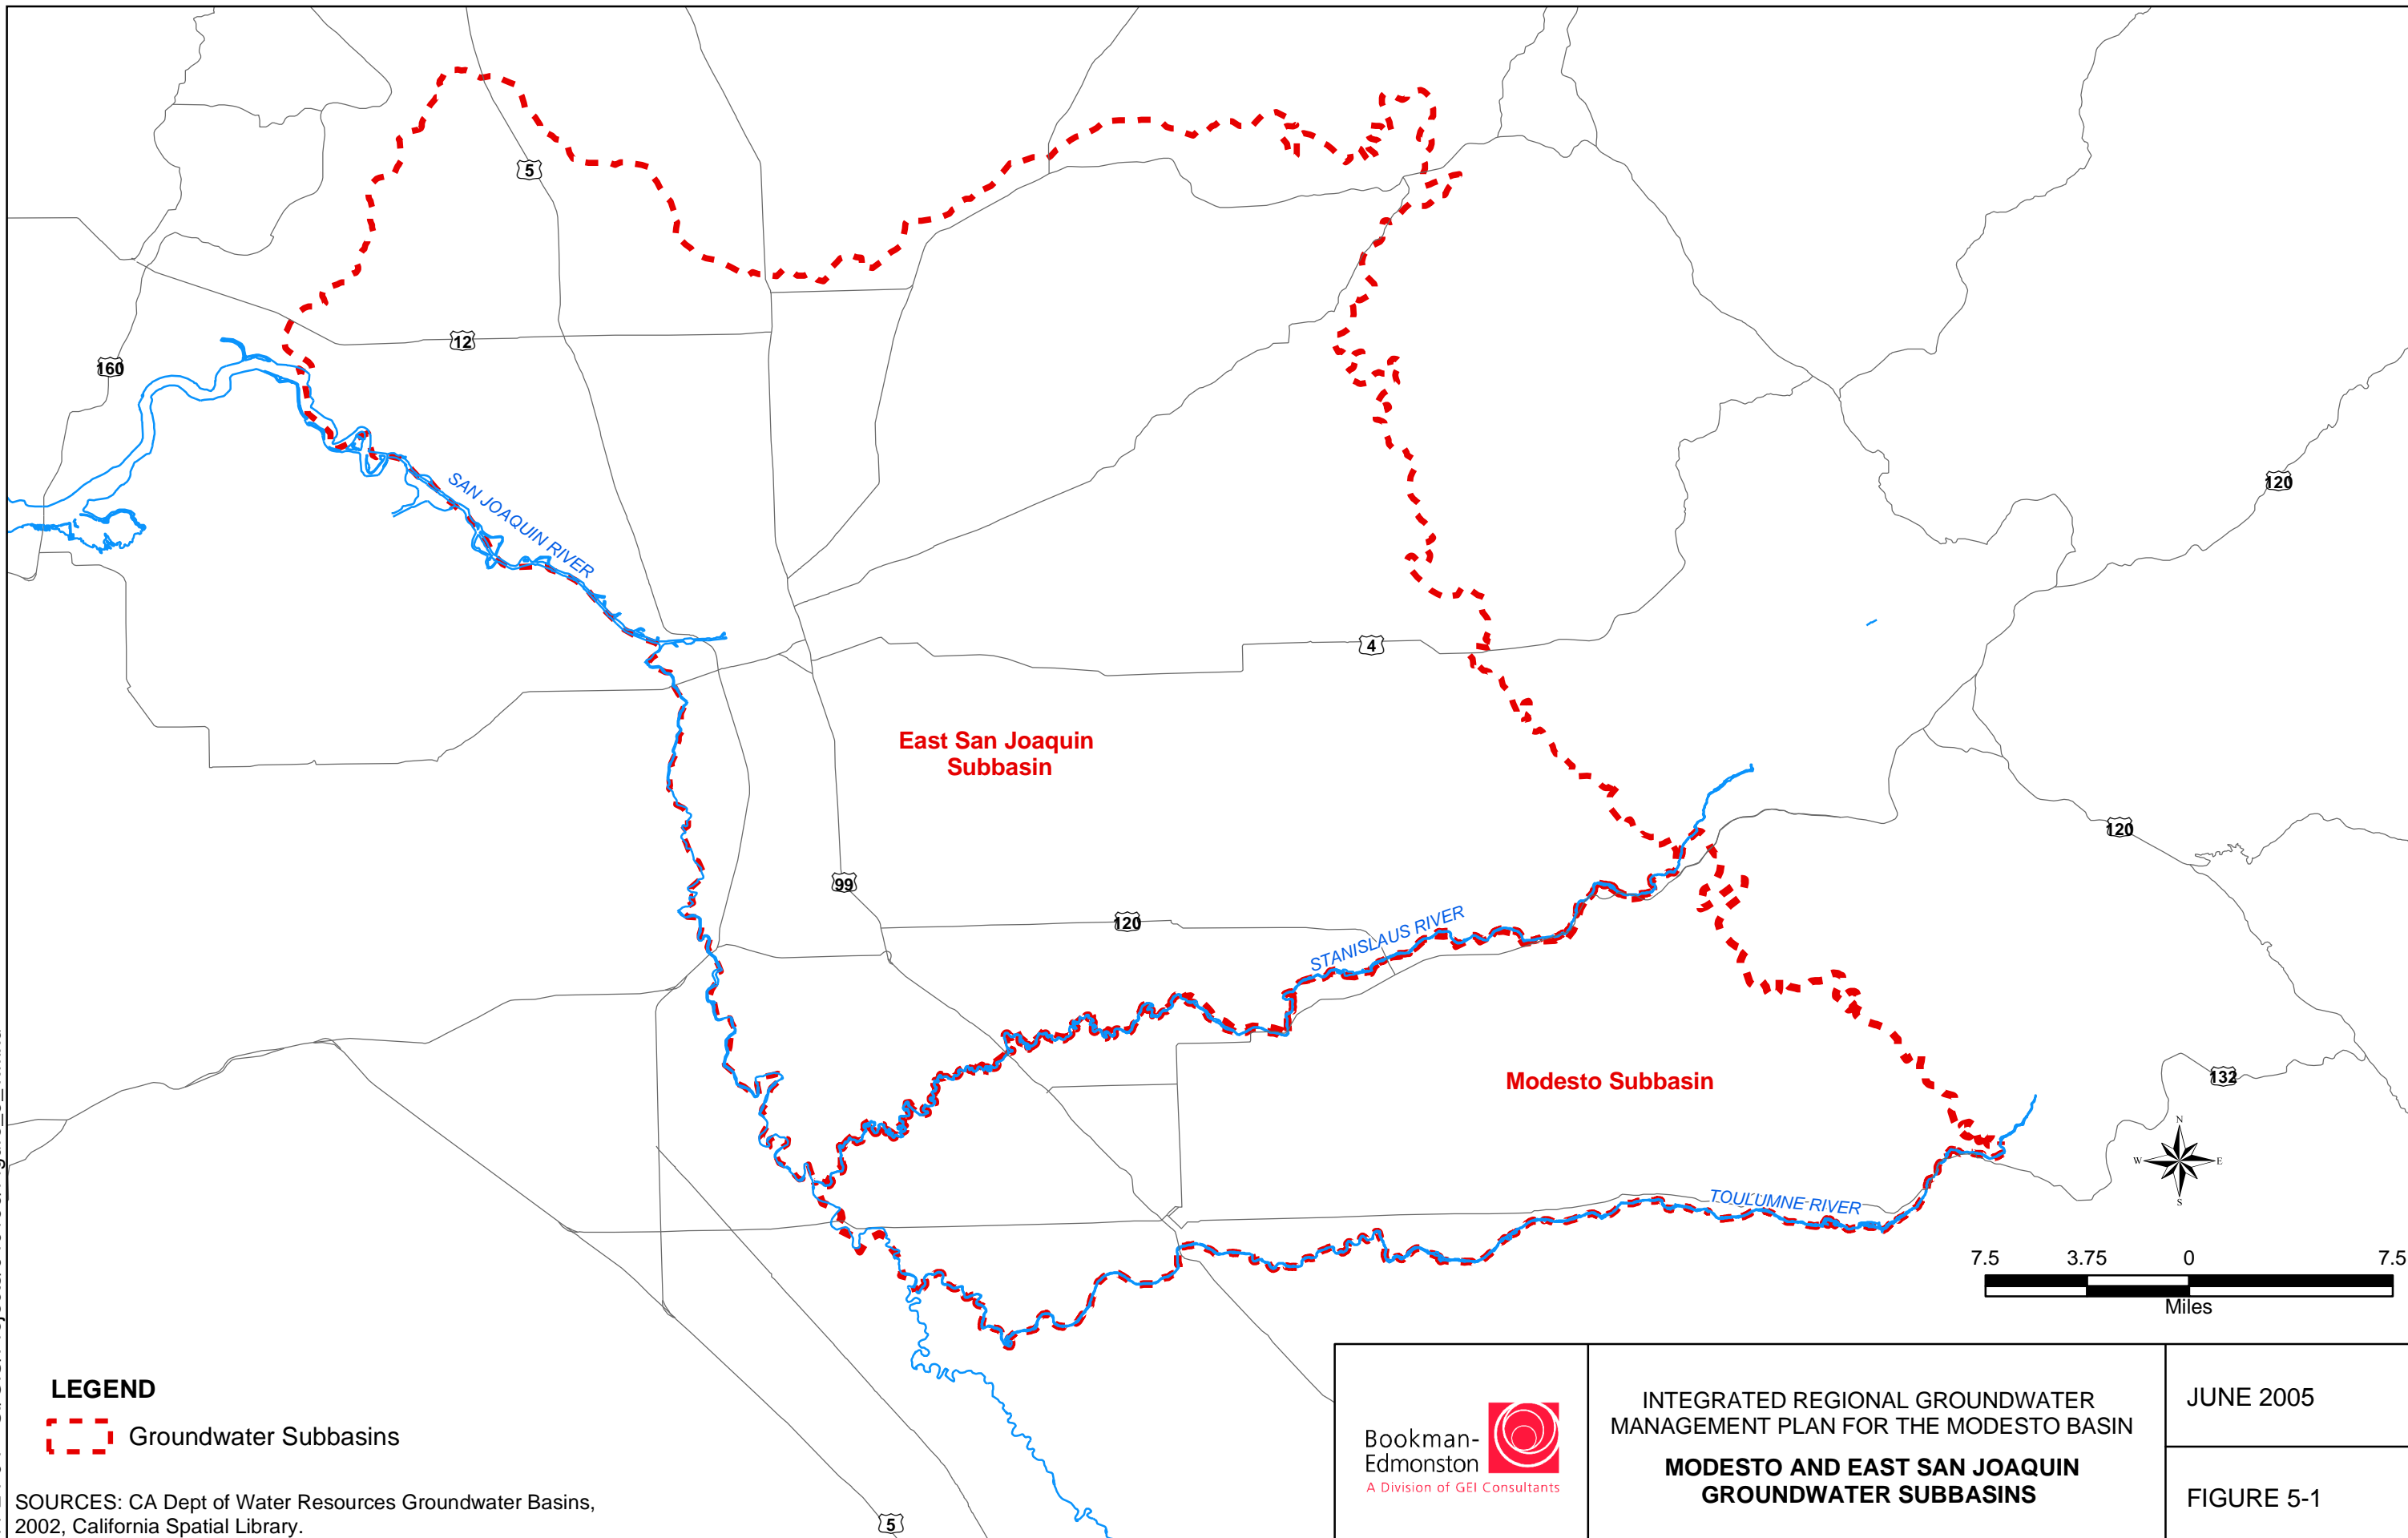 5
12
160
SAN JOAQUIN RIVER
120
4
East San Joaquin
Subbasin
99
120
120
STANISLAUS RIVER
Modesto Subbasin
132
N
W
E
S
TOULUMNE RIVER
7.5
3.75
0
7.5
Miles
LEGEND
Groundwater Subbasins
SOURCES: CA Dept of Water Resources Groundwater Basins,
2002, California Spatial Library.
5
Bookman-
Edmonston
A Division of GEI Consultants
INTEGRATED REGIONAL GROUNDWATER
MANAGEMENT PLAN FOR THE MODESTO BASIN
MODESTO AND EAST SAN JOAQUIN
GROUNDWATER SUBBASINS
JUNE 2005
FIGURE 5-1